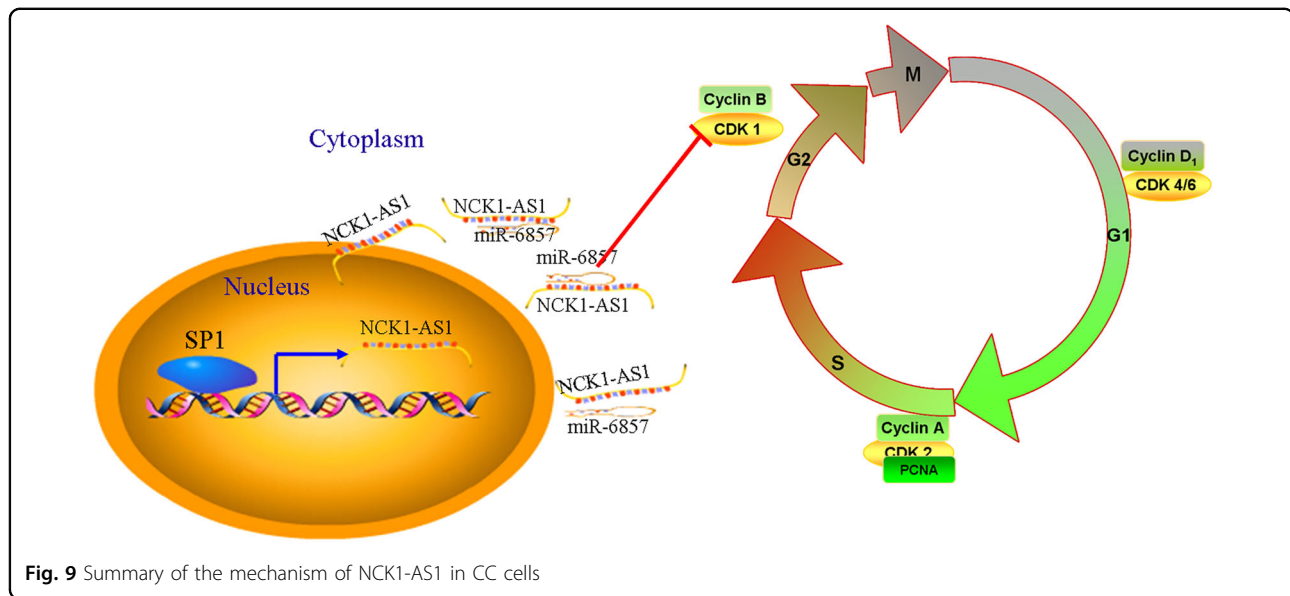 Cytoplasm
NCK1-AS1
NCK1-AS1
miR-6857
miR-6857
NCK1-AS1
Nucleus
SP1
NCK1-AS1
NCK1-AS1
miR-6857
Cyclin B
CDK 1
M
G2
Cyclin D₁
CDK 4/6
G1
S
Cyclin A
CDK 2
PCNA
Fig. 9 Summary of the mechanism of NCK1-AS1 in CC cells